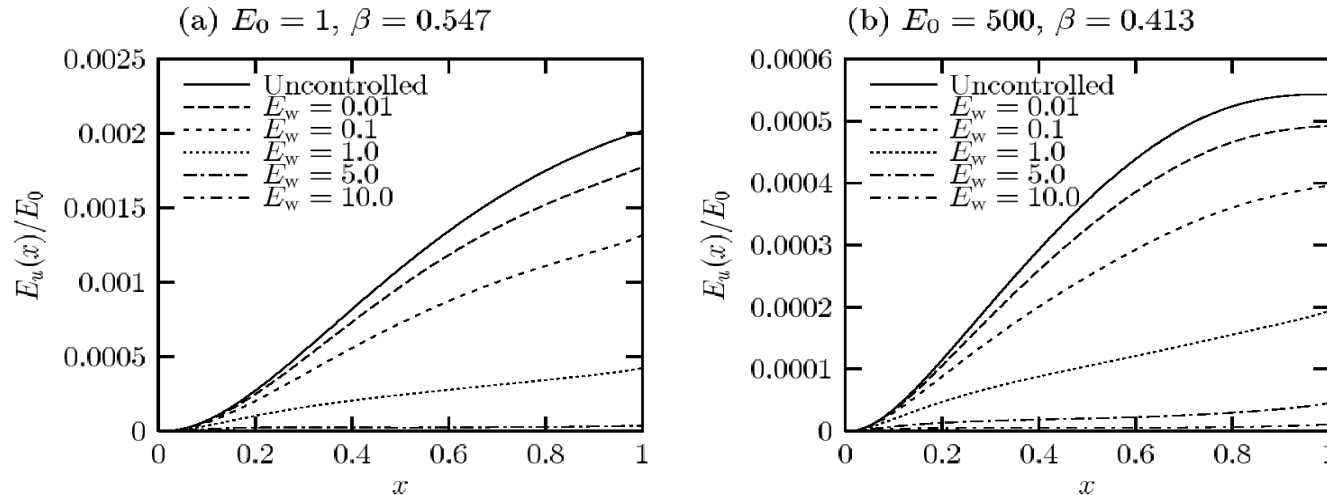 (a) E₀ = 1, β = 0.547
0.0025
0.002
0.0015
0.001
0.0005
0
E_u(x)/E₀
Uncontrolled
E_w = 0.01
E_w = 0.1
E_w = 1.0
E_w = 5.0
E_w = 10.0
0 0.2 0.4 0.6 0.8 1
x
(b) E₀ = 500, β = 0.413
0.0006
0.0005
0.0004
0.0003
0.0002
0.0001
0
E_u(x)/E₀
Uncontrolled
E_w = 0.01
E_w = 0.1
E_w = 1.0
E_w = 5.0
E_w = 10.0
0 0.2 0.4 0.6 0.8 1
x